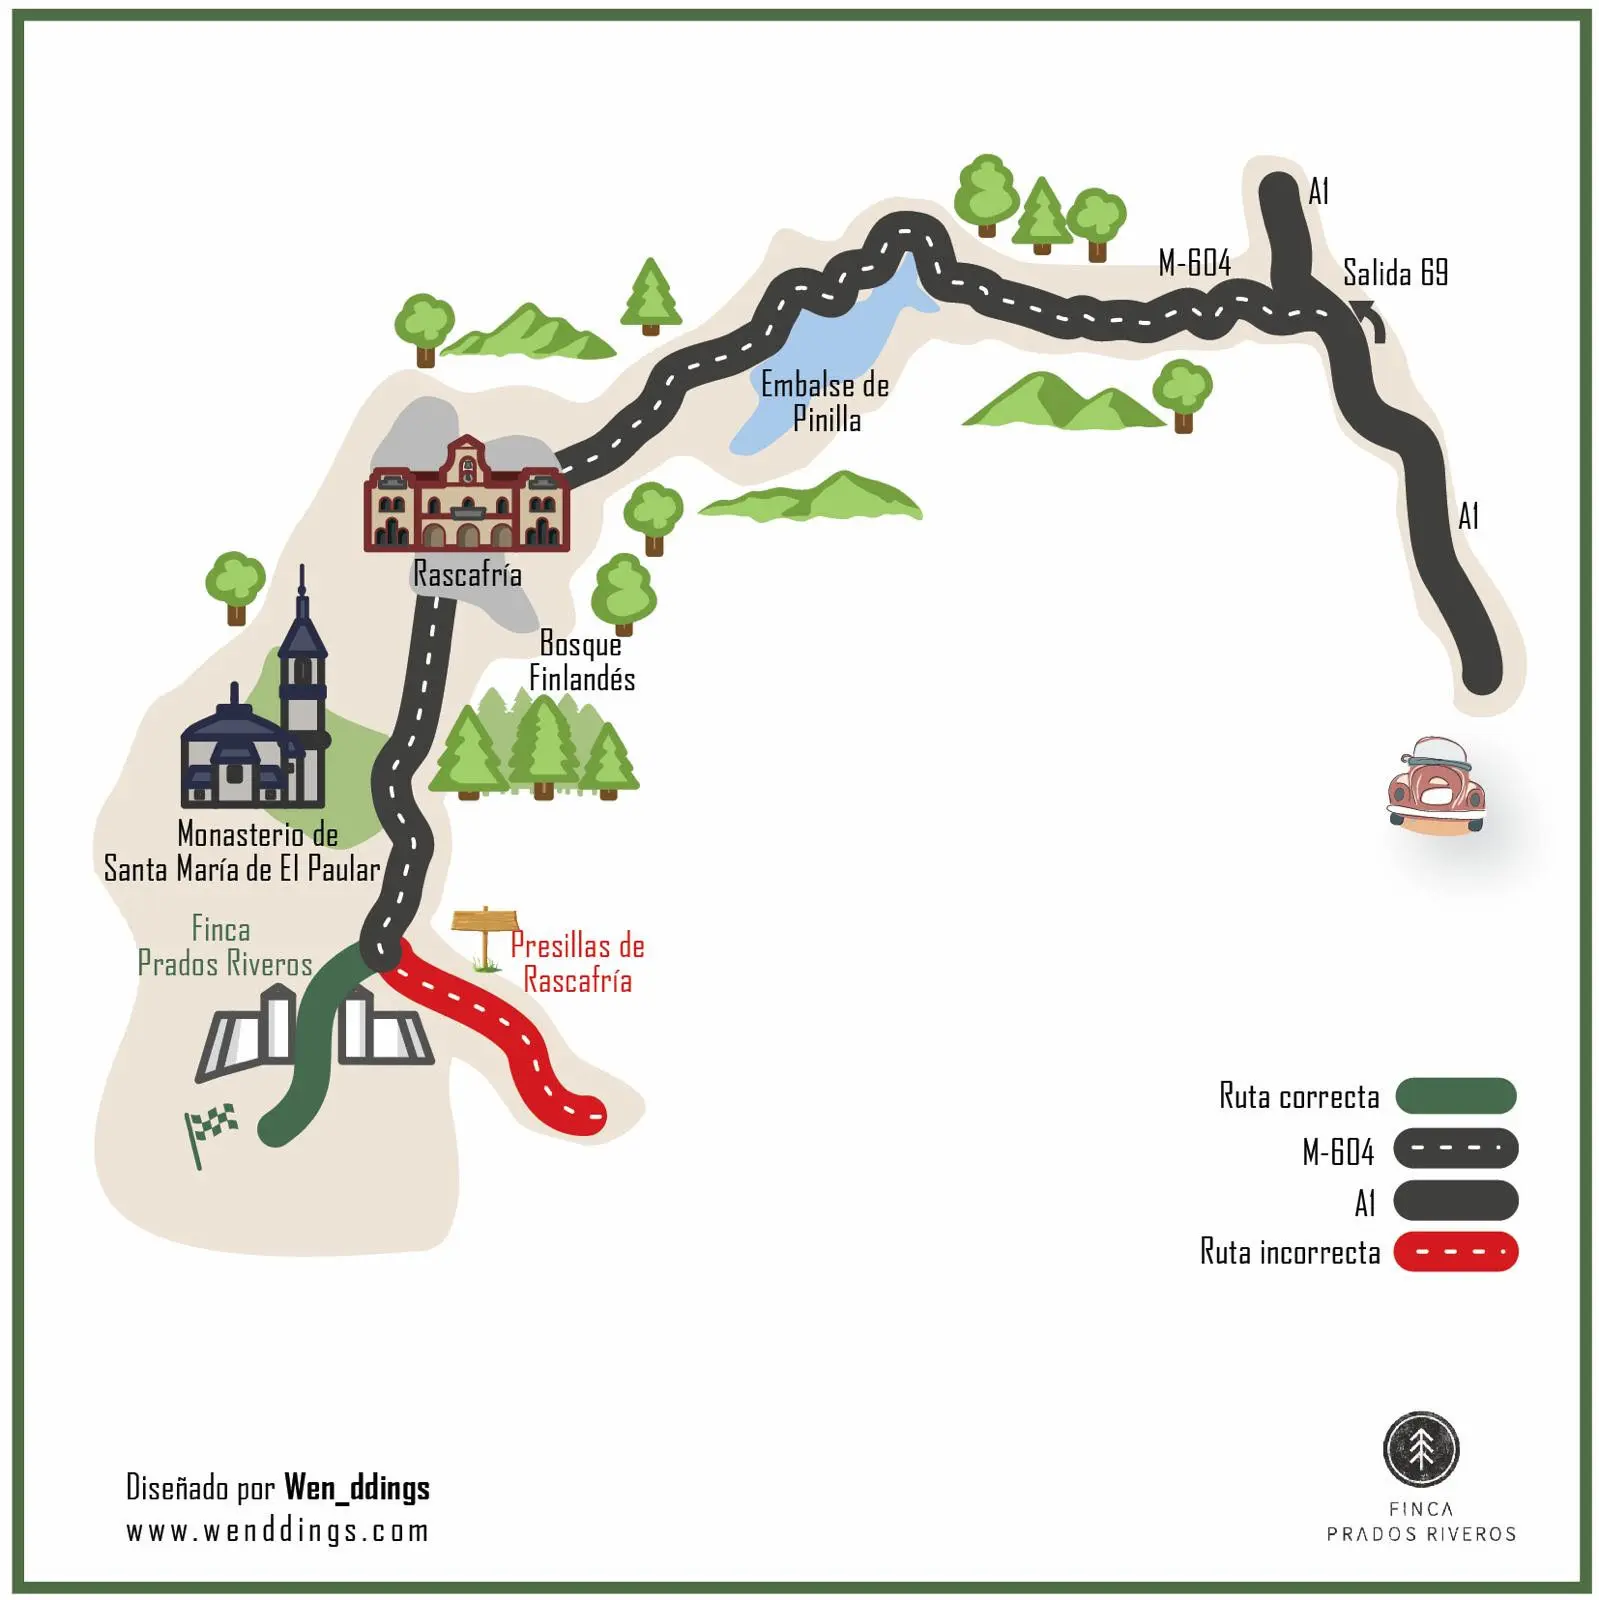 A1
M-604
Salida 69
Embalse de
Pinilla
A1
Rascafría
Bosque
Finlandés
Monasterio de
Santa María de El Paular
Finca
Prados Riveros
Presillas de
Rascafría
Ruta correcta
M-604
A1
Ruta incorrecta
Diseñado por Wen_ddings
www.wenddings.com
FINCA
PRADOS RIVEROS